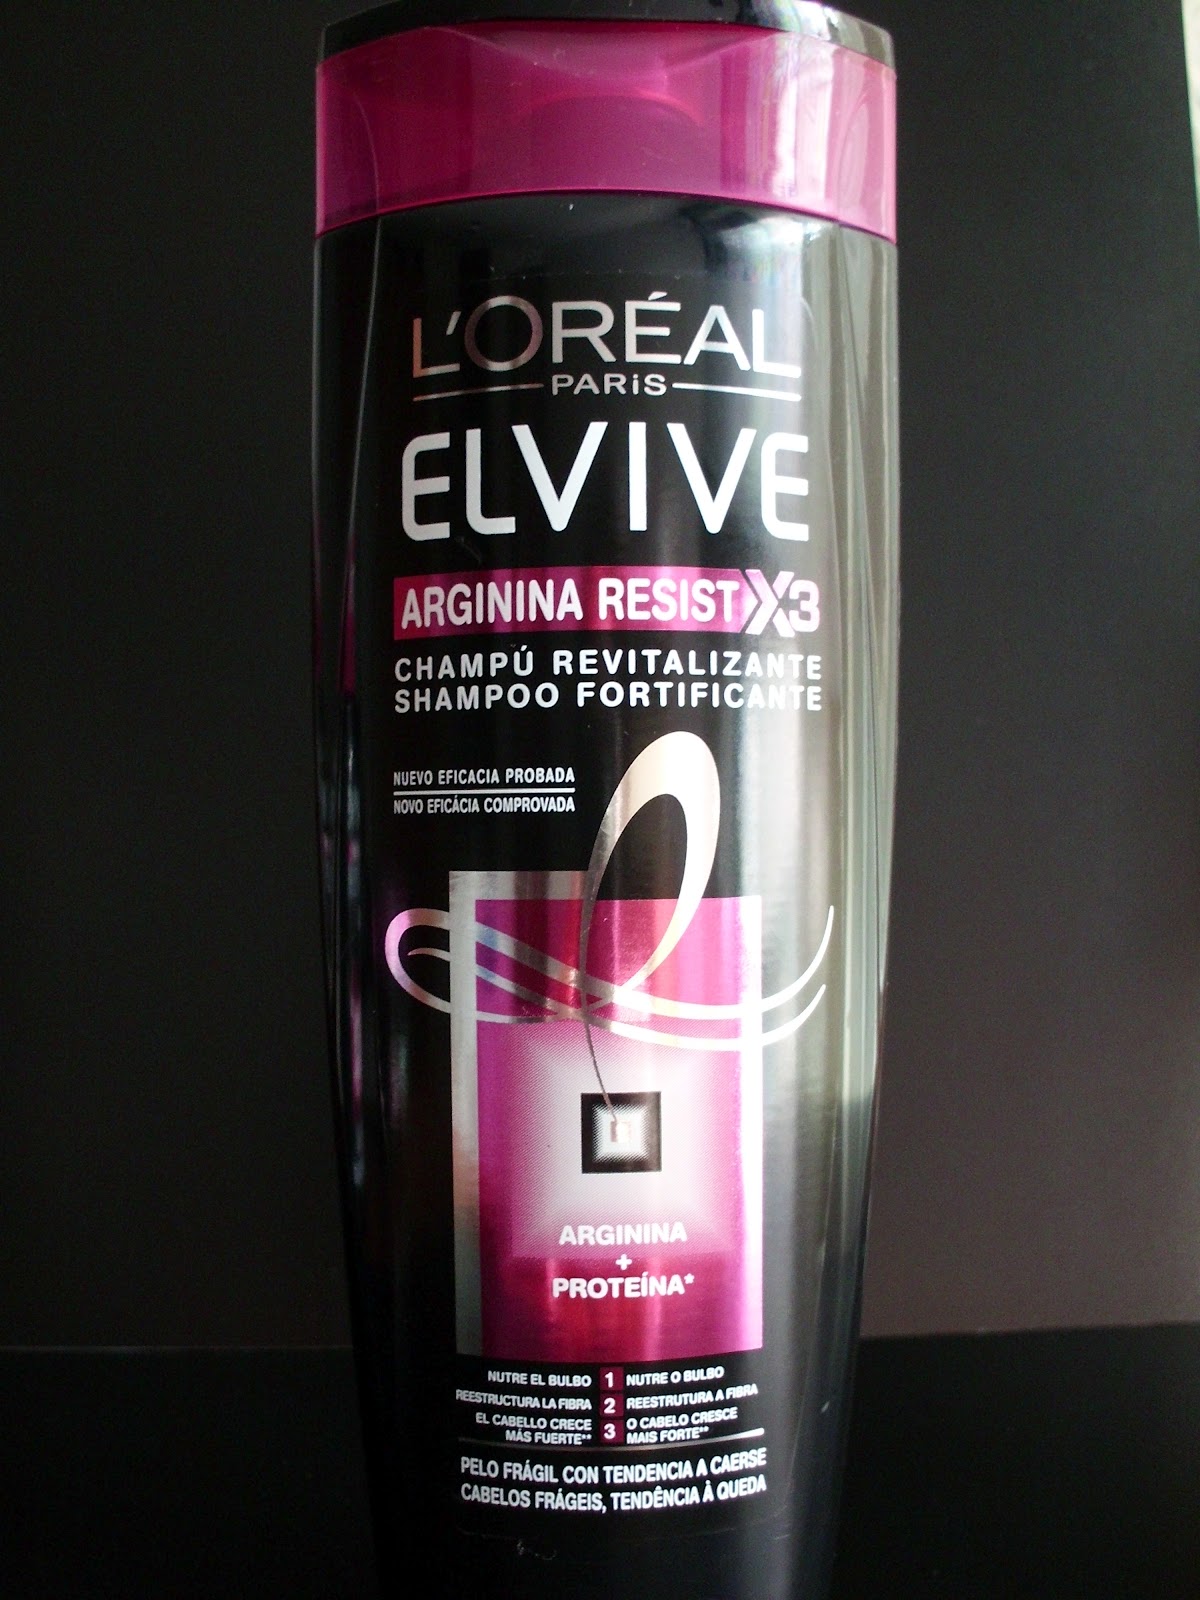 L'ORÉAL
PARiS
ELVIVE
ARGININA RESIST X3
CHAMPÚ REVITALIZANTE
SHAMPOO FORTIFICANTE
NUEVO EFICACIA PROBADA
NOVO EFICÁCIA COMPROVADA
ARGININA
+
PROTEÍNA*
NUTRE EL BULBO 1 NUTRE O BULBO
REESTRUCTURA LA FIBRA 2 REESTRUTURA A FIBRA
EL CABELLO CRECE MÁS FUERTE** 3 O CABELO CRESCE MAIS FORTE**
PELO FRÁGIL CON TENDENCIA A CAERSE
CABELOS FRÁGEIS, TENDÊNCIA À QUEDA